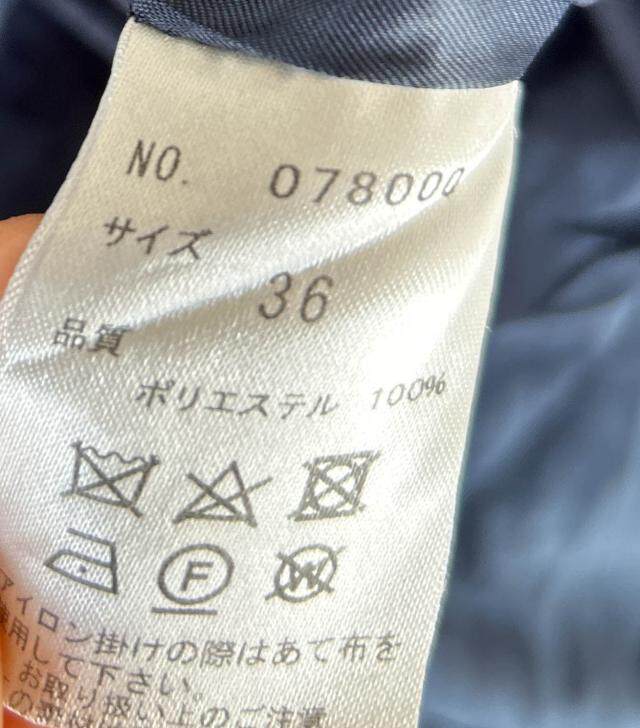 NO. 078000
サイズ
36
品質
ポリエステル 100%
F
W
アイロン掛けの際はあて布を
使用して下さい。
お取り扱い上のご注意